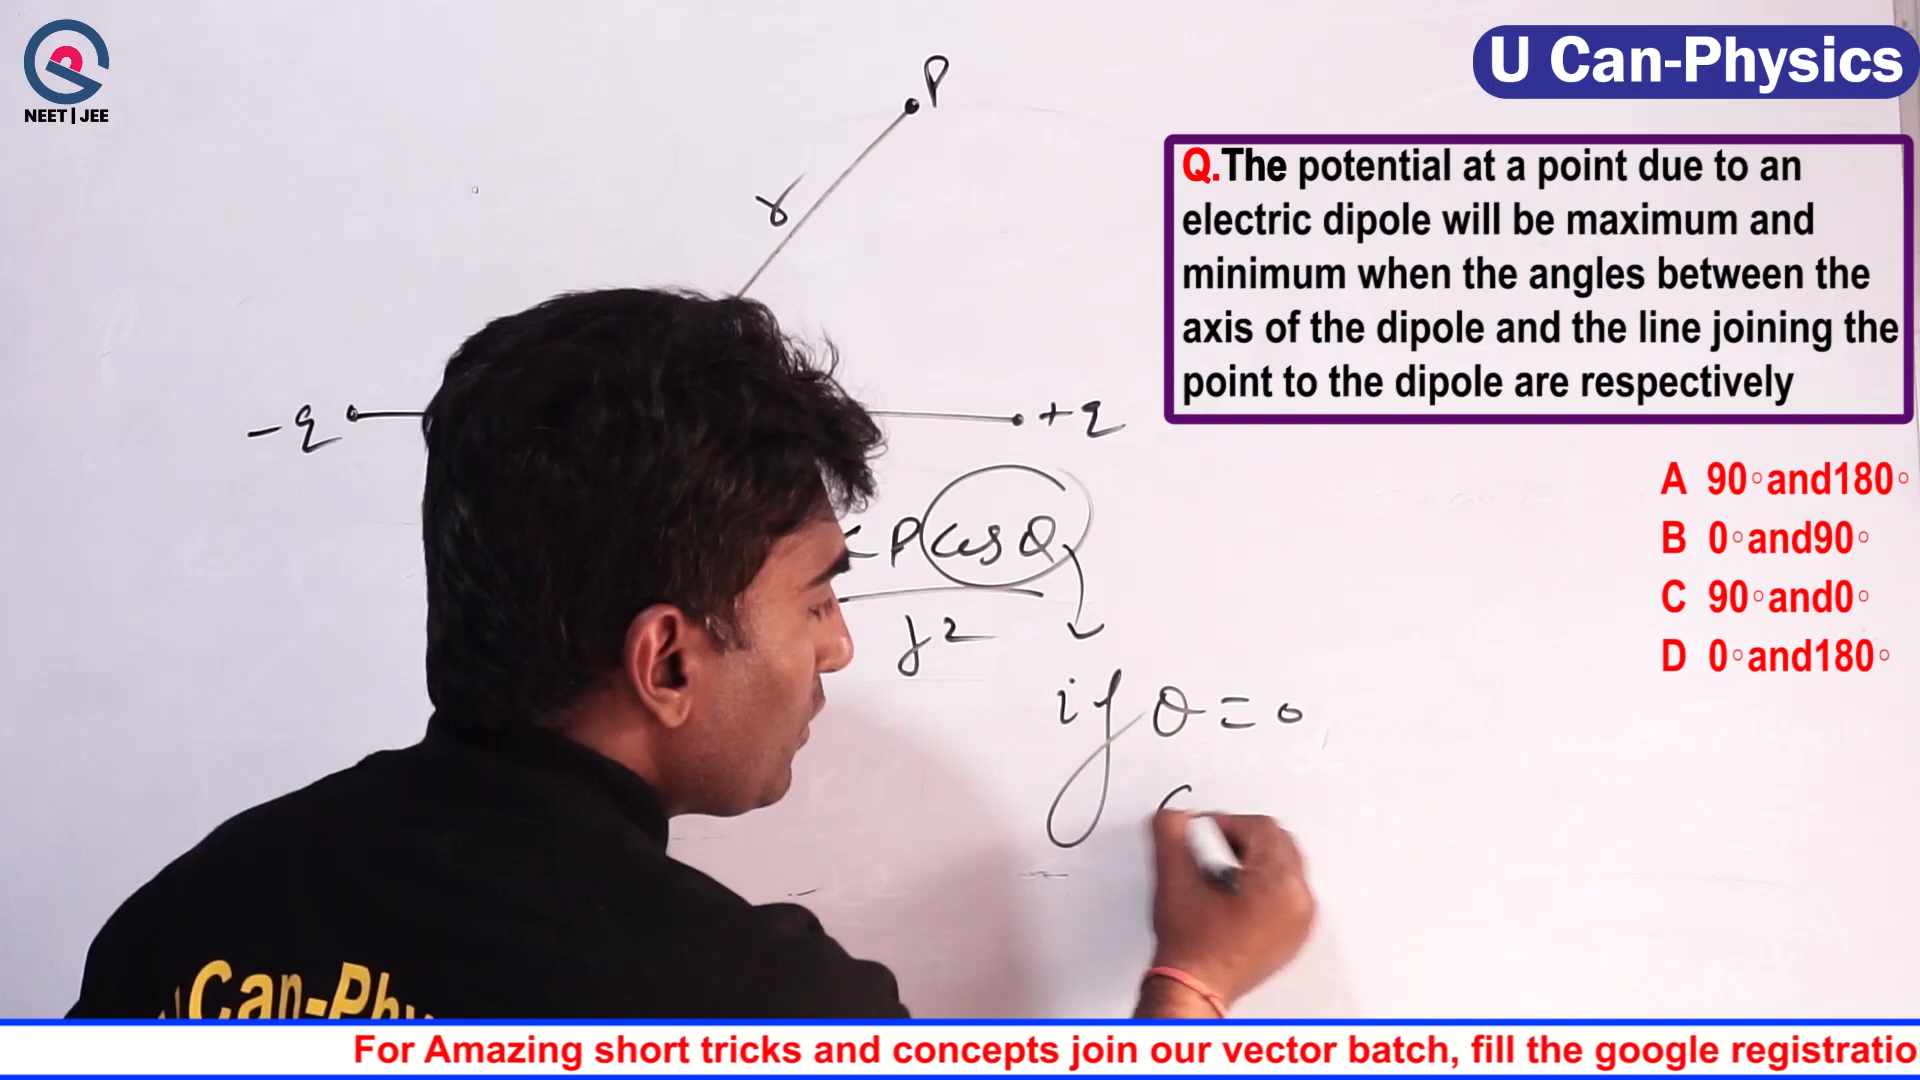 NEET|JEE
U Can-Physics
P
r
Q.The potential at a point due to an
electric dipole will be maximum and
minimum when the angles between the
axis of the dipole and the line joining the
point to the dipole are respectively
-q
+q
A 90◦and180◦
B 0◦and90◦
C 90◦and0◦
D 0◦and180◦
P cos θ
r2
if θ = 0
Can-Phy
For Amazing short tricks and concepts join our vector batch, fill the google registratio